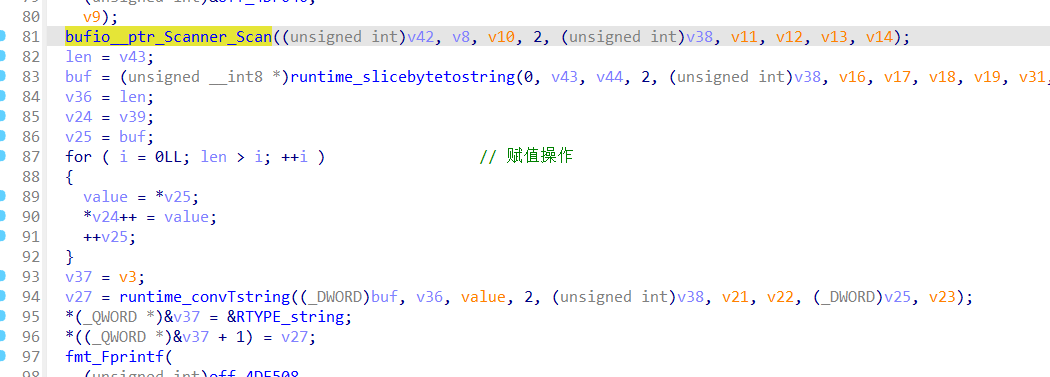 80 v9);
81 bufio__ptr_Scanner_Scan((unsigned int)v42, v8, v10, 2, (unsigned int)v38, v11, v12, v13, v14);
82 len = v43;
83 buf = (unsigned __int8 *)runtime_slicebytetostring(0, v43, v44, 2, (unsigned int)v38, v16, v17, v18, v19, v31,
84 v36 = len;
85 v24 = v39;
86 v25 = buf;
87 for ( i = 0LL; len > i; ++i ) // 赋值操作
88 {
89 value = *v25;
90 *v24++ = value;
91 ++v25;
92 }
93 v37 = v3;
94 v27 = runtime_convTstring((_DWORD)buf, v36, value, 2, (unsigned int)v38, v21, v22, (_DWORD)v25, v23);
95 *(_QWORD *)&v37 = &RTYPE_string;
96 *((_QWORD *)&v37 + 1) = v27;
97 fmt_Fprintf(
98 (unsigned int)off_4DF508,